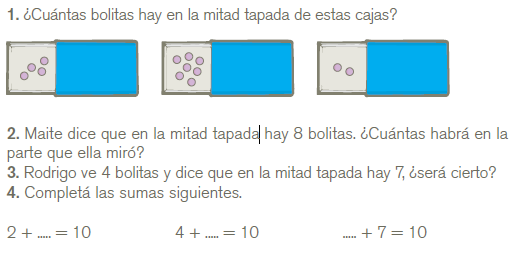 1. ¿Cuántas bolitas hay en la mitad tapada de estas cajas?
2. Maite dice que en la mitad tapada hay 8 bolitas. ¿Cuántas habrá en la
parte que ella miró?
3. Rodrigo ve 4 bolitas y dice que en la mitad tapada hay 7, ¿será cierto?
4. Completá las sumas siguientes.
2 + ..... = 10 4 + ..... = 10 ..... + 7 = 10